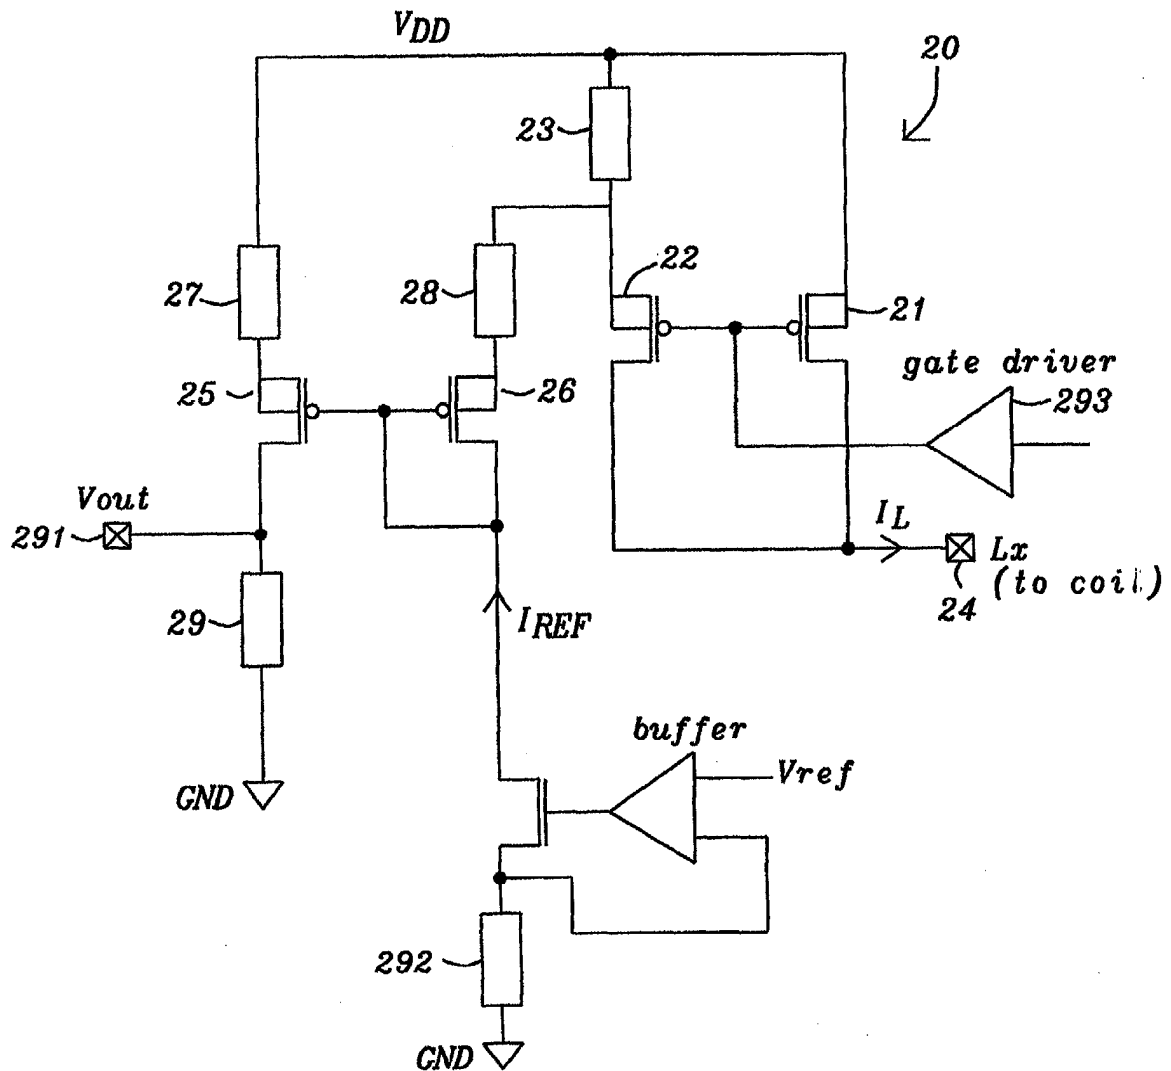 VDD
20
23
27
28
22
21
gate driver
293
25
26
Vout
291
IL
Lx
(to coil)
24
29
IREF
buffer
Vref
GND
292
GND